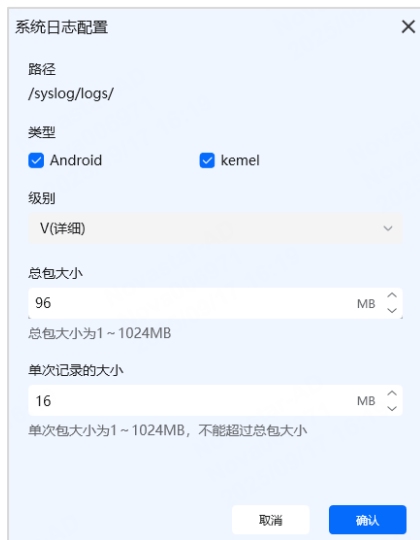 系统日志配置
路径
/syslog/logs/
类型
Android kemel
级别
V(详细)
总包大小
96 MB
总包大小为1~1024MB
单次记录的大小
16 MB
单次包大小为1~1024MB，不能超过总包大小
取消 确认